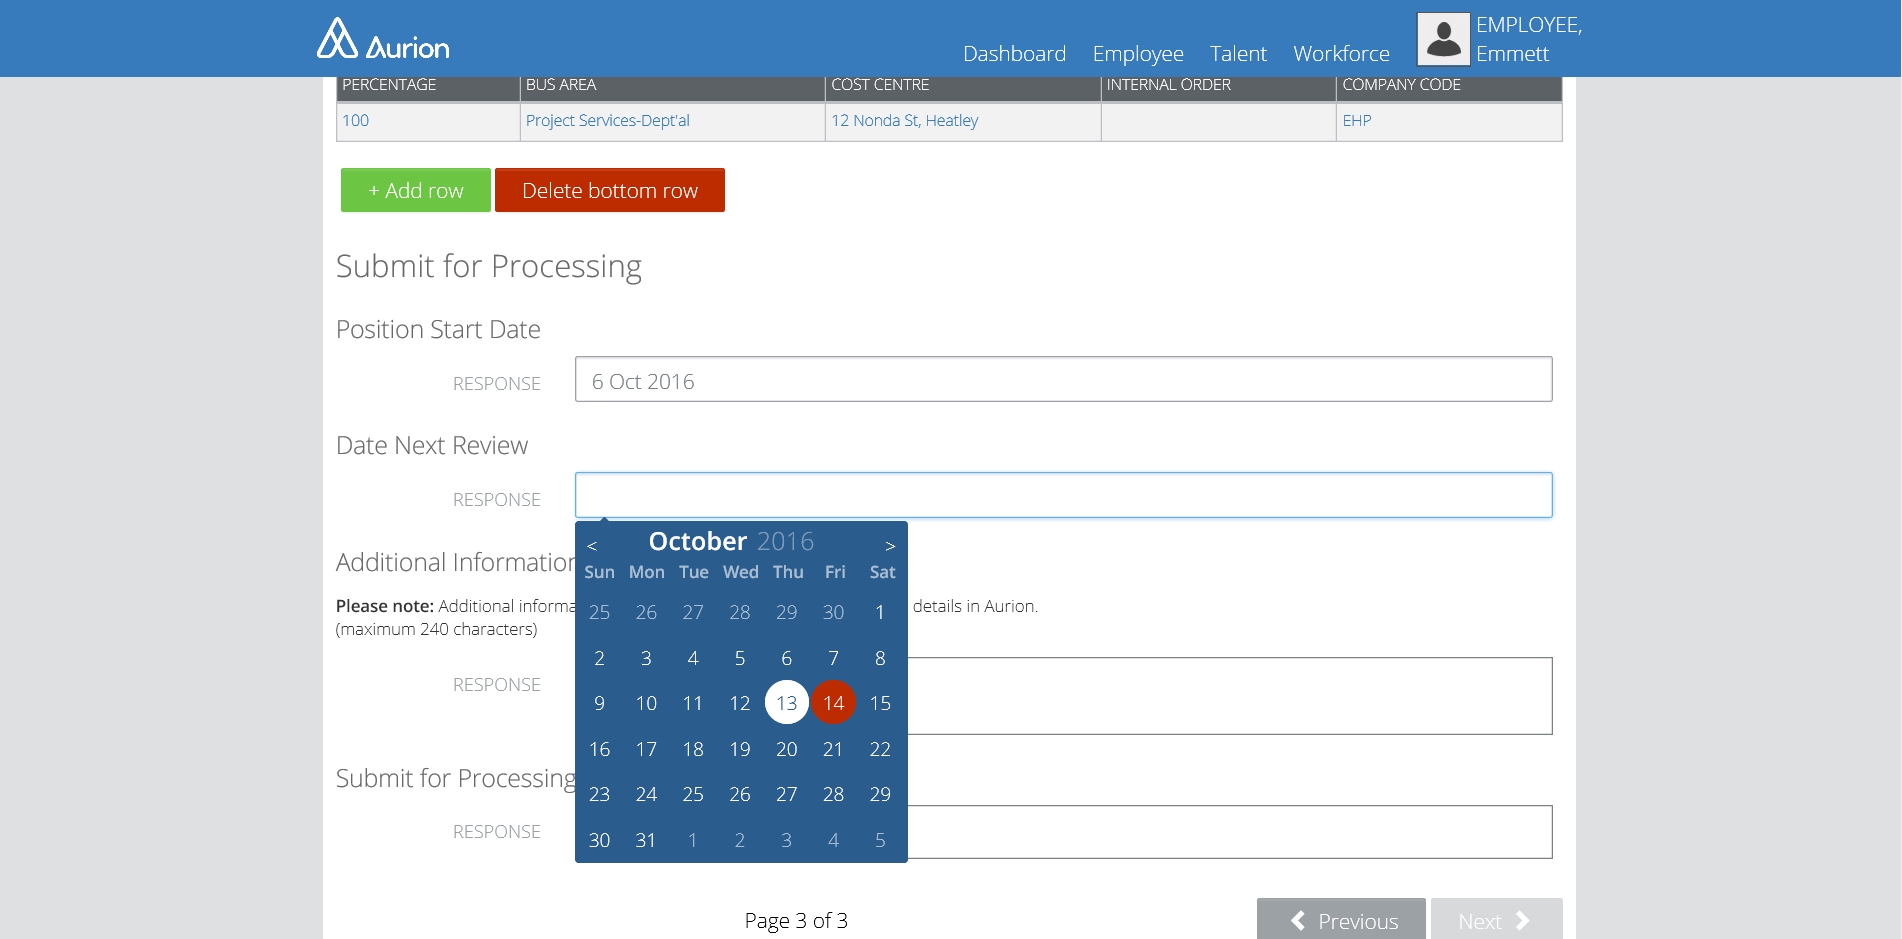 Aurion
Dashboard Employee Talent Workforce
EMPLOYEE,
Emmett
PERCENTAGE BUS AREA COST CENTRE INTERNAL ORDER COMPANY CODE
100 Project Services-Dept'al 12 Nonda St, Heatley EHP
+ Add row Delete bottom row
Submit for Processing
Position Start Date
RESPONSE 6 Oct 2016
Date Next Review
RESPONSE
< October 2016 >
Sun Mon Tue Wed Thu Fri Sat
25 26 27 28 29 30 1
2 3 4 5 6 7 8
9 10 11 12 13 14 15
16 17 18 19 20 21 22
23 24 25 26 27 28 29
30 31 1 2 3 4 5
Additional Information
Please note: Additional informa details in Aurion.
(maximum 240 characters)
RESPONSE
Submit for Processing
RESPONSE
Page 3 of 3
Previous Next